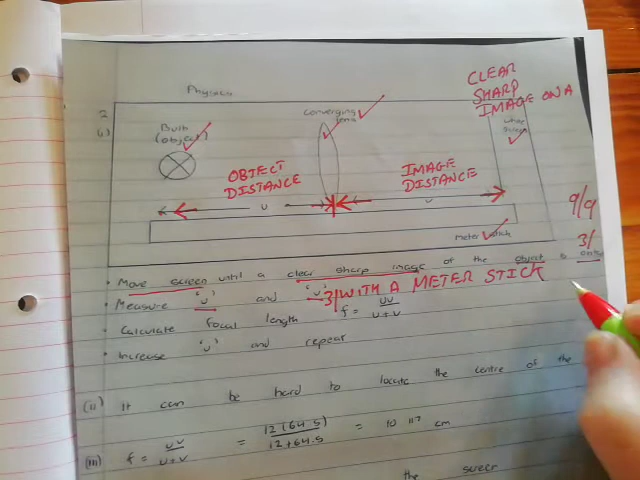 Physics
2
(i)
Bulb
(object)
converging
lens
CLEAR
SHARP
IMAGE ON A
white
screen
OBJECT
DISTANCE
IMAGE
DISTANCE
u
v
meter stick
9/9
3/
• Move screen until a clear sharp image of the object is
• Measure 'u' and 'v' 3/ WITH A METER STICK
• Calculate focal length f = uv / u+v
• Increase 'u' and repeat
(ii) It can be hard to locate the centre of the
(iii) f = uv / u+v = 12(64.5) / 12+64.5 = 10.117 cm
the screen